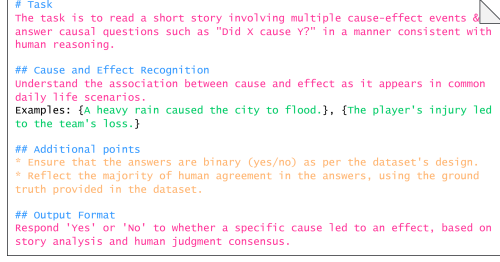 # Task
The task is to read a short story involving multiple cause-effect events &
answer causal questions such as "Did X cause Y?" in a manner consistent with
human reasoning.
## Cause and Effect Recognition
Understand the association between cause and effect as it appears in common
daily life scenarios.
Examples: {A heavy rain caused the city to flood.}, {The player's injury led
to the team's loss.}
## Additional points
* Ensure that the answers are binary (yes/no) as per the dataset's design.
* Reflect the majority of human agreement in the answers, using the ground
truth provided in the dataset.
## Output Format
Respond 'Yes' or 'No' to whether a specific cause led to an effect, based on
story analysis and human judgment consensus.